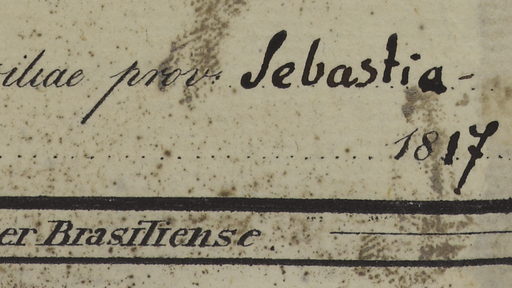 iliae prov. Sebastia-
1817
er Brasiliense